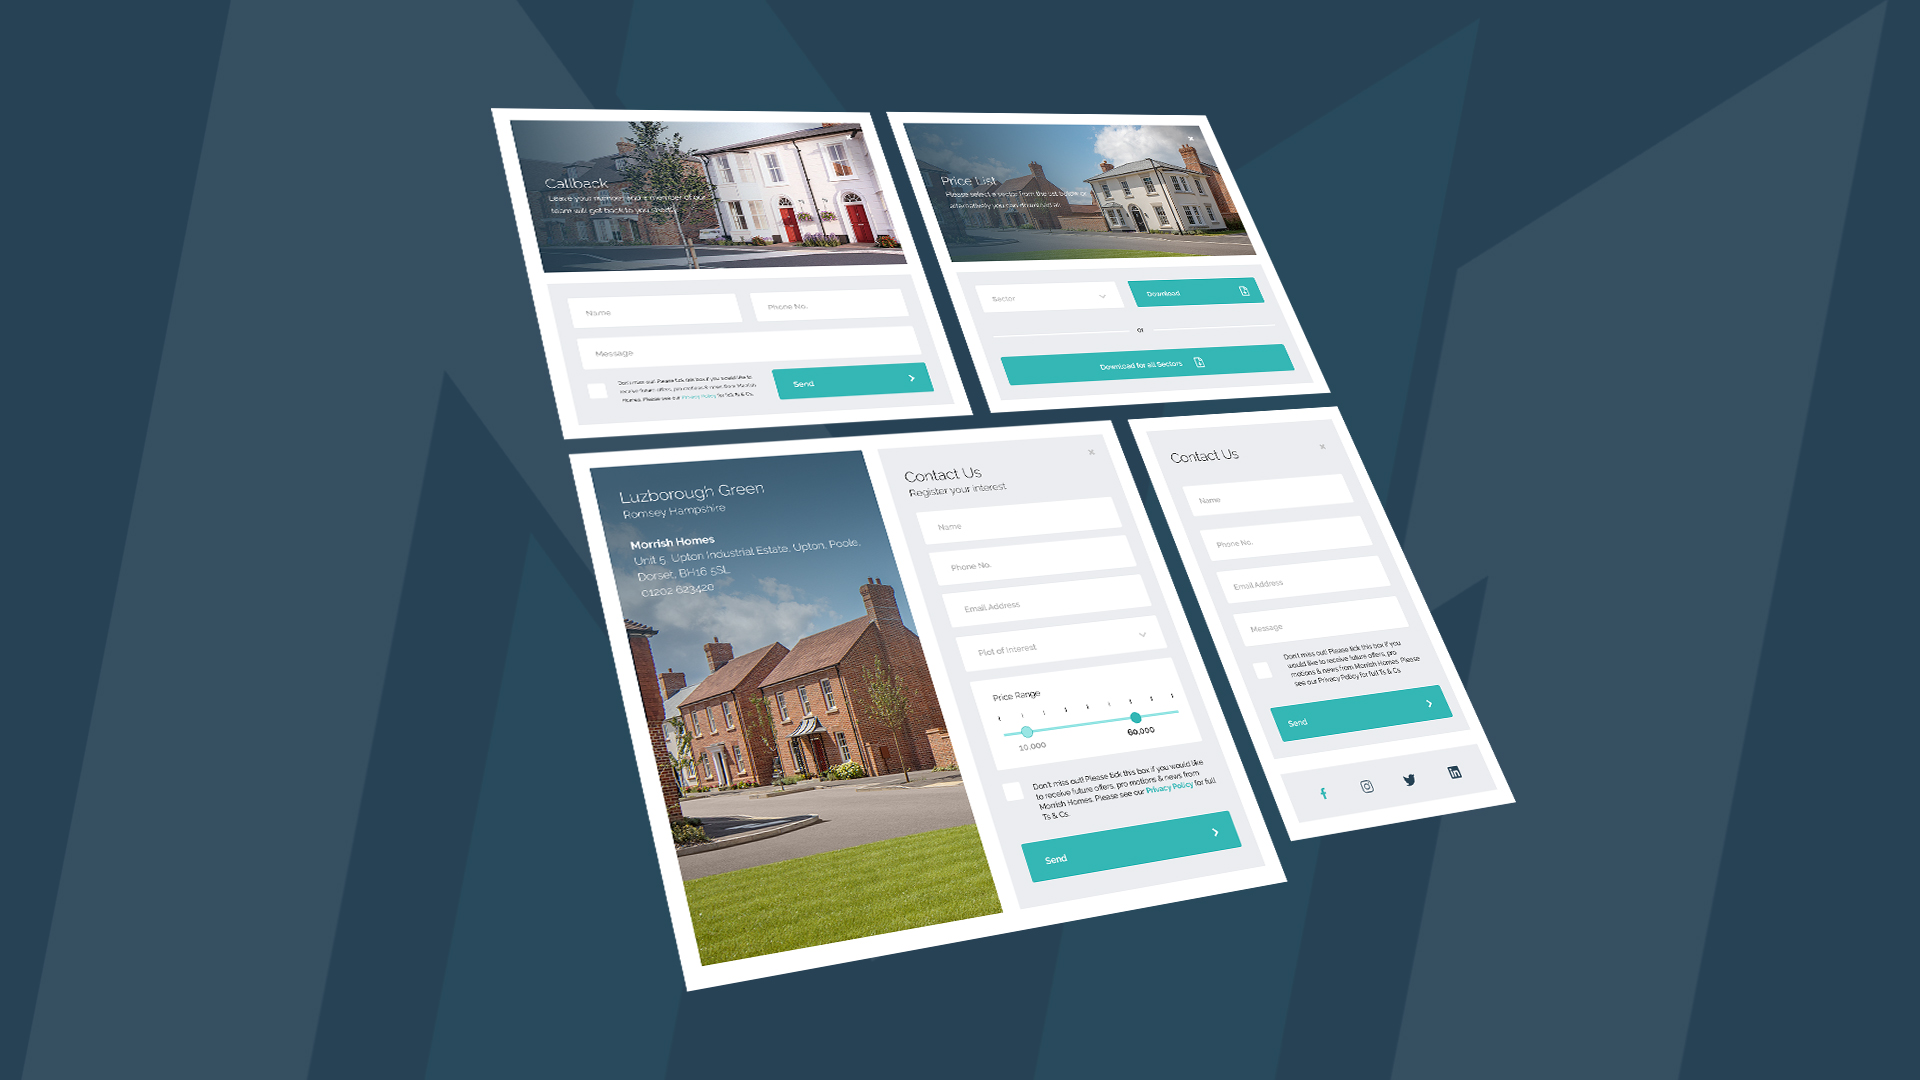 Callback
Leave your number and a member of our
team will get back to you shortly.
Name
Phone No.
Message
Don't miss out! Please tick this box if you would like to
receive future offers, pro motions & news from Morrish
Homes. Please see our Privacy Policy for full Ts & Cs.
Send
Price List
Please select a sector from the list below or
alternatively you can download all
Sector
Download
or
Download for all Sectors
Luzborough Green
Romsey Hampshire
Morrish Homes
Unit 5, Upton Industrial Estate, Upton, Poole,
Dorset, BH16 5SL
01202 623420
Contact Us
Register your interest
Name
Phone No.
Email Address
Plot of Interest
Price Range
10,000
60,000
Don't miss out! Please tick this box if you would like
to receive future offers, pro motions & news from
Morrish Homes. Please see our Privacy Policy for full
Ts & Cs.
Send
Contact Us
Name
Phone No.
Email Address
Message
Don't miss out! Please tick this box if you
would like to receive future offers, pro
motions & news from Morrish Homes. Please
see our Privacy Policy for full Ts & Cs.
Send